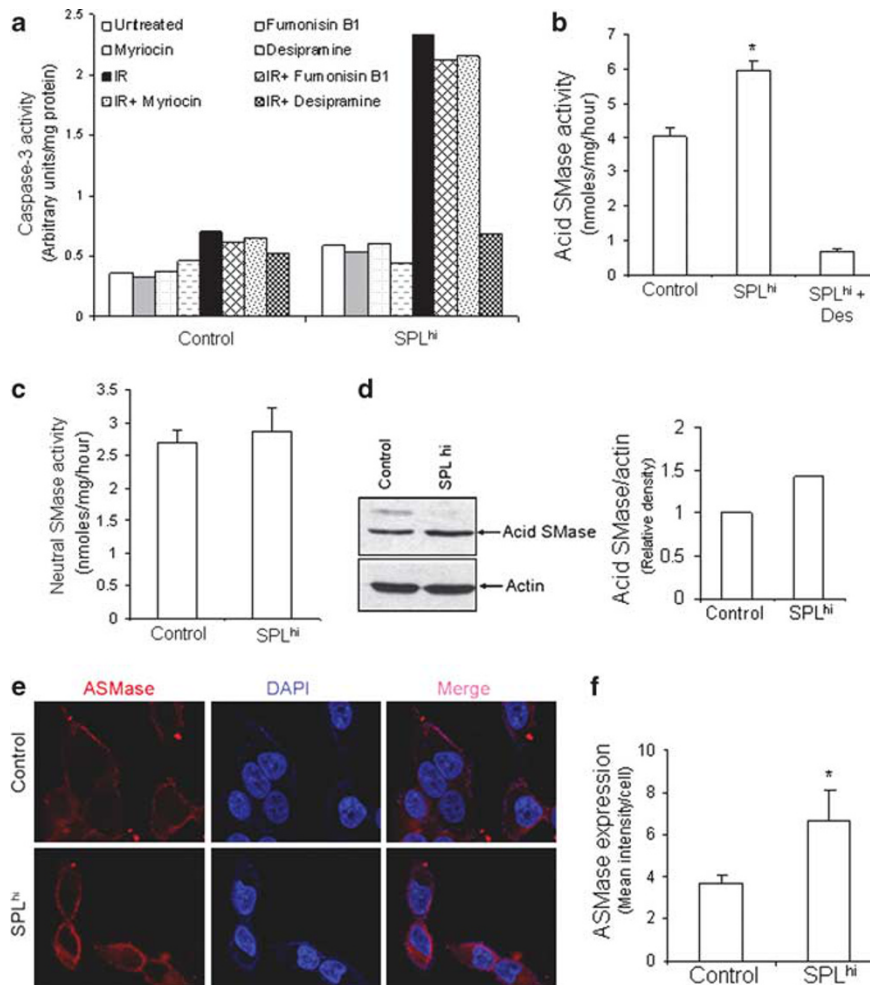 a
Untreated
Fumonisin B1
Myriocin
Desipramine
IR
IR+ Fumonisin B1
IR+ Myriocin
IR+ Desipramine
Caspase-3 activity
(Arbitrary units/mg protein)
2.5
2
1.5
1
0.5
0
Control
SPLhi
b
Acid SMase activity
(nmoles/mg/hour)
7
6
5
4
3
2
1
0
*
Control
SPLhi
SPLhi +
Des
c
Neutral SMase activity
(nmoles/mg/hour)
3.5
3
2.5
2
1.5
1
0.5
0
Control
SPLhi
d
Control
SPL hi
Acid SMase
Actin
Acid SMase/actin
(Relative density)
2
1.5
1
0.5
0
Control
SPLhi
e
ASMase
DAPI
Merge
Control
SPLhi
f
ASMase expression
(Mean intensity/cell)
10
8
6
4
2
0
*
Control
SPLhi